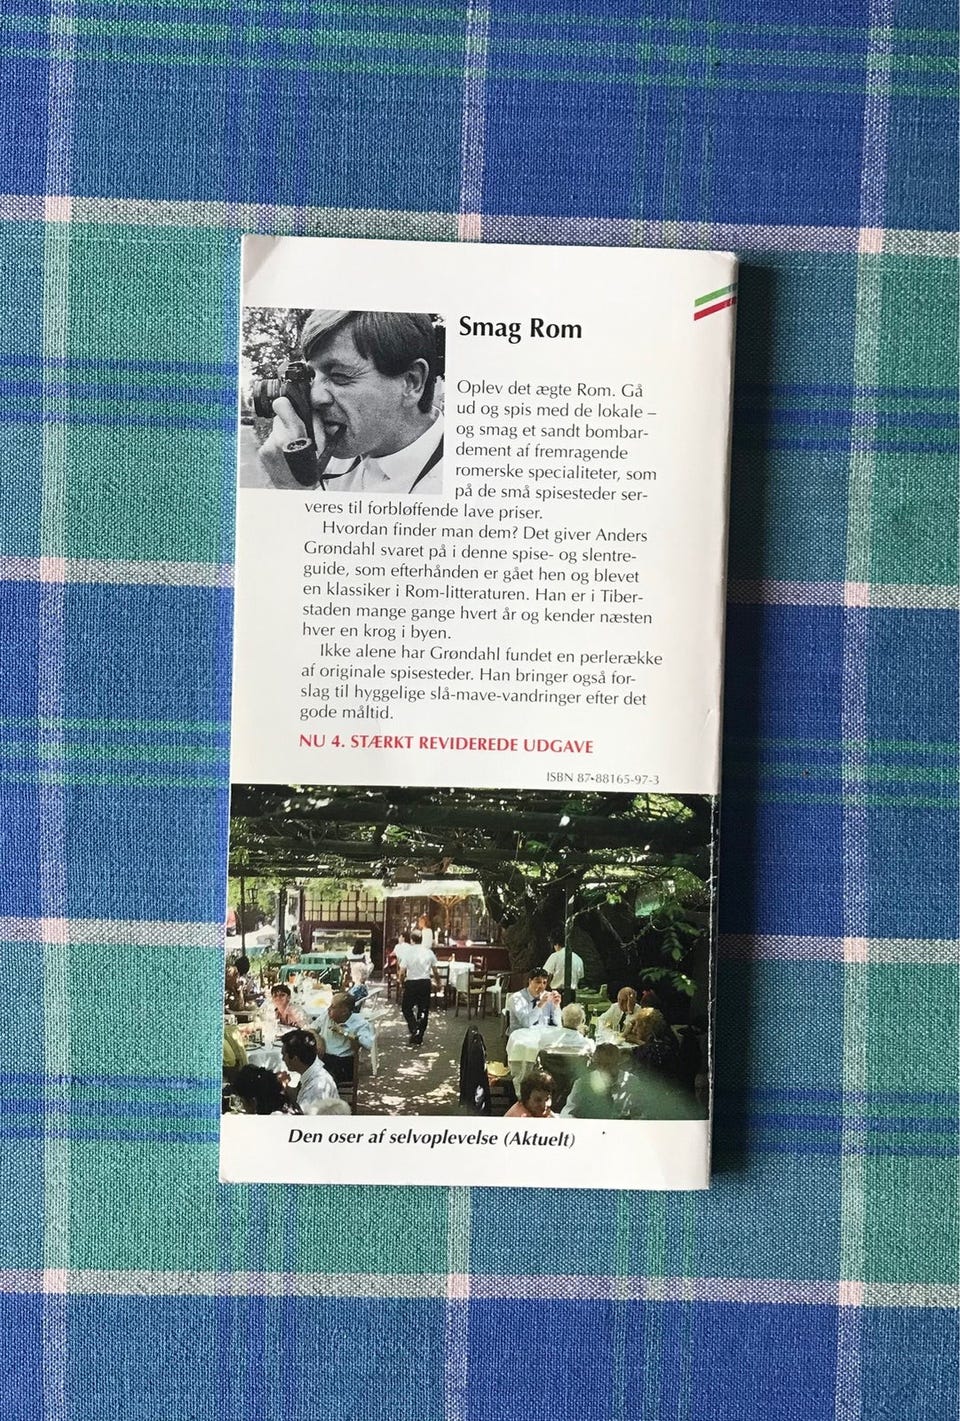 Smag Rom
Oplev det ægte Rom. Gå
ud og spis med de lokale –
og smag et sandt bombar-
dement af fremragende
romerske specialiteter, som
på de små spisesteder ser-
veres til forbløffende lave priser.
Hvordan finder man dem? Det giver Anders
Grøndahl svaret på i denne spise- og slentre-
guide, som efterhånden er gået hen og blevet
en klassiker i Rom-litteraturen. Han er i Tiber-
staden mange gange hvert år og kender næsten
hver en krog i byen.
Ikke alene har Grøndahl fundet en perlerække
af originale spisesteder. Han bringer også for-
slag til hyggelige slå-mave-vandringer efter det
gode måltid.
NU 4. STÆRKT REVIDEREDE UDGAVE
ISBN 87-88165-97-3
Den oser af selvoplevelse (Aktuelt)